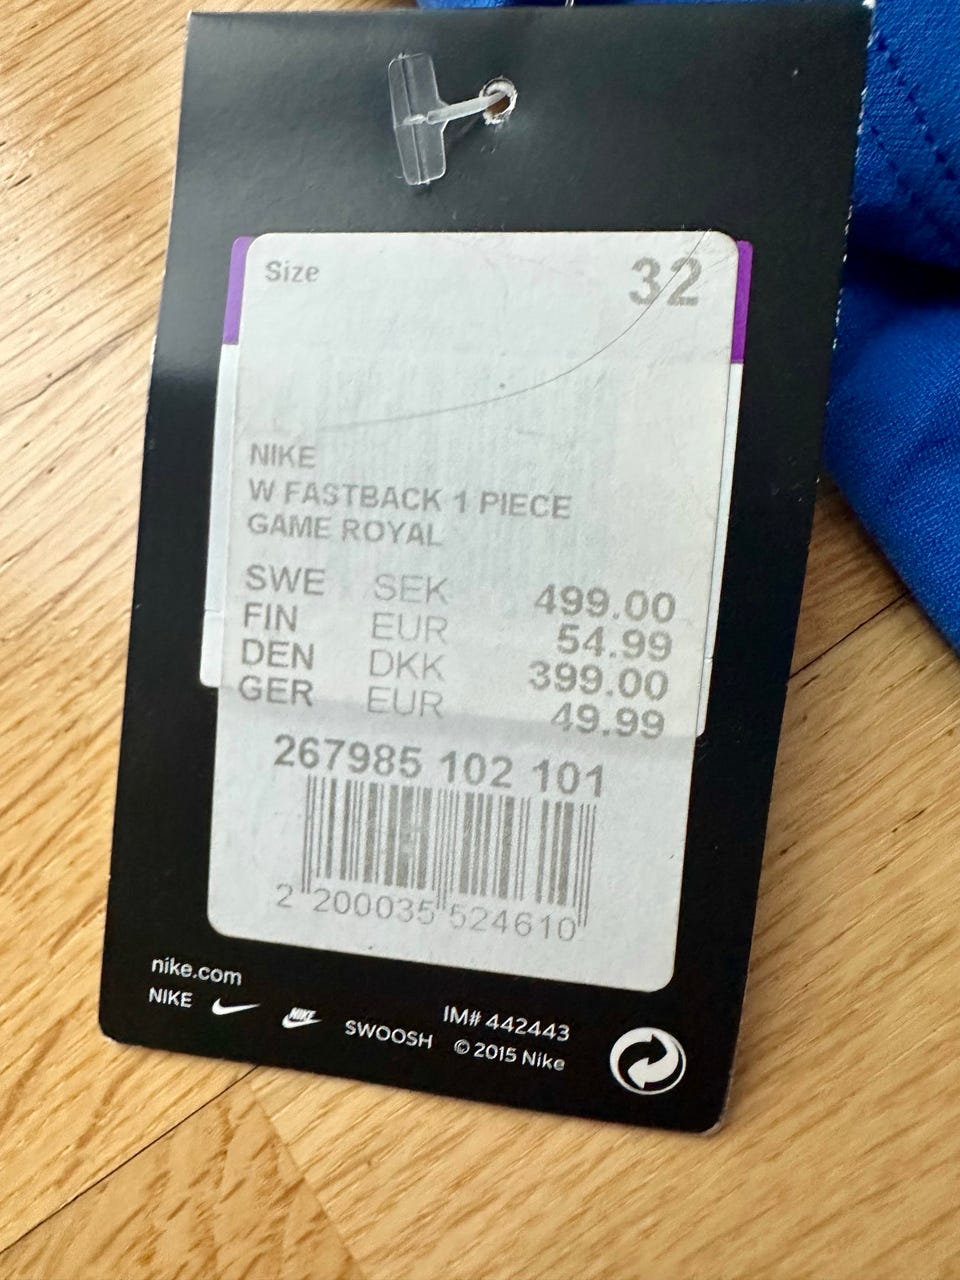 Size 32
NIKE
W FASTBACK 1 PIECE
GAME ROYAL
SWE SEK 499.00
FIN EUR 54.99
DEN DKK 399.00
GER EUR 49.99
267985 102 101
2 200035 524610
nike.com
NIKE NIKE SWOOSH IM# 442443
© 2015 Nike